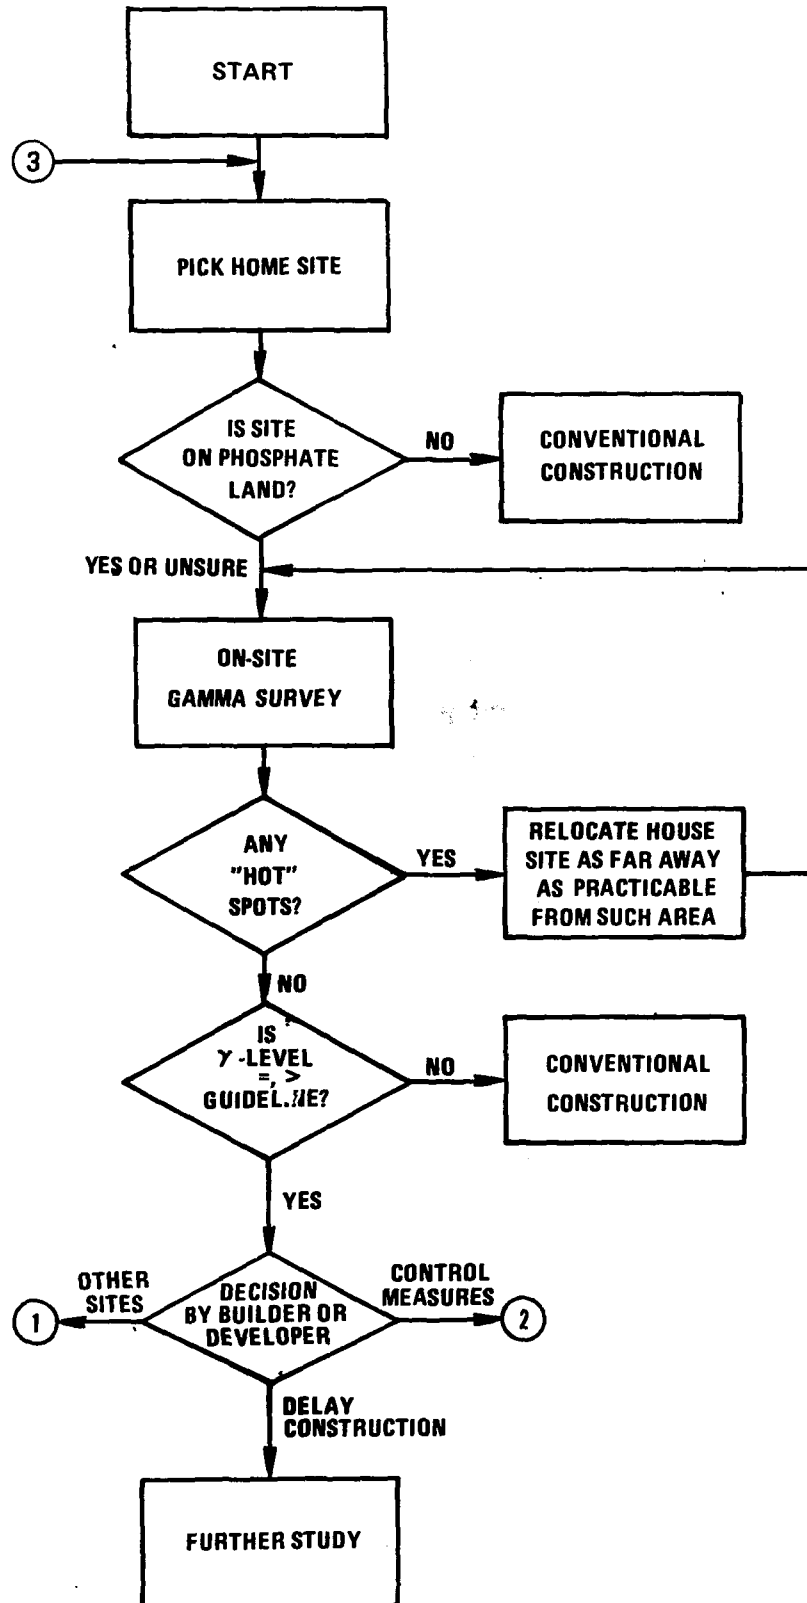 START
3
PICK HOME SITE
IS SITE
ON PHOSPHATE
LAND?
NO
CONVENTIONAL
CONSTRUCTION
YES OR UNSURE
ON-SITE
GAMMA SURVEY
ANY
"HOT"
SPOTS?
YES
RELOCATE HOUSE
SITE AS FAR AWAY
AS PRACTICABLE
FROM SUCH AREA
NO
IS
γ-LEVEL
=, >
GUIDELINE?
NO
CONVENTIONAL
CONSTRUCTION
YES
OTHER
SITES
1
DECISION
BY BUILDER OR
DEVELOPER
CONTROL
MEASURES
2
DELAY
CONSTRUCTION
FURTHER STUDY